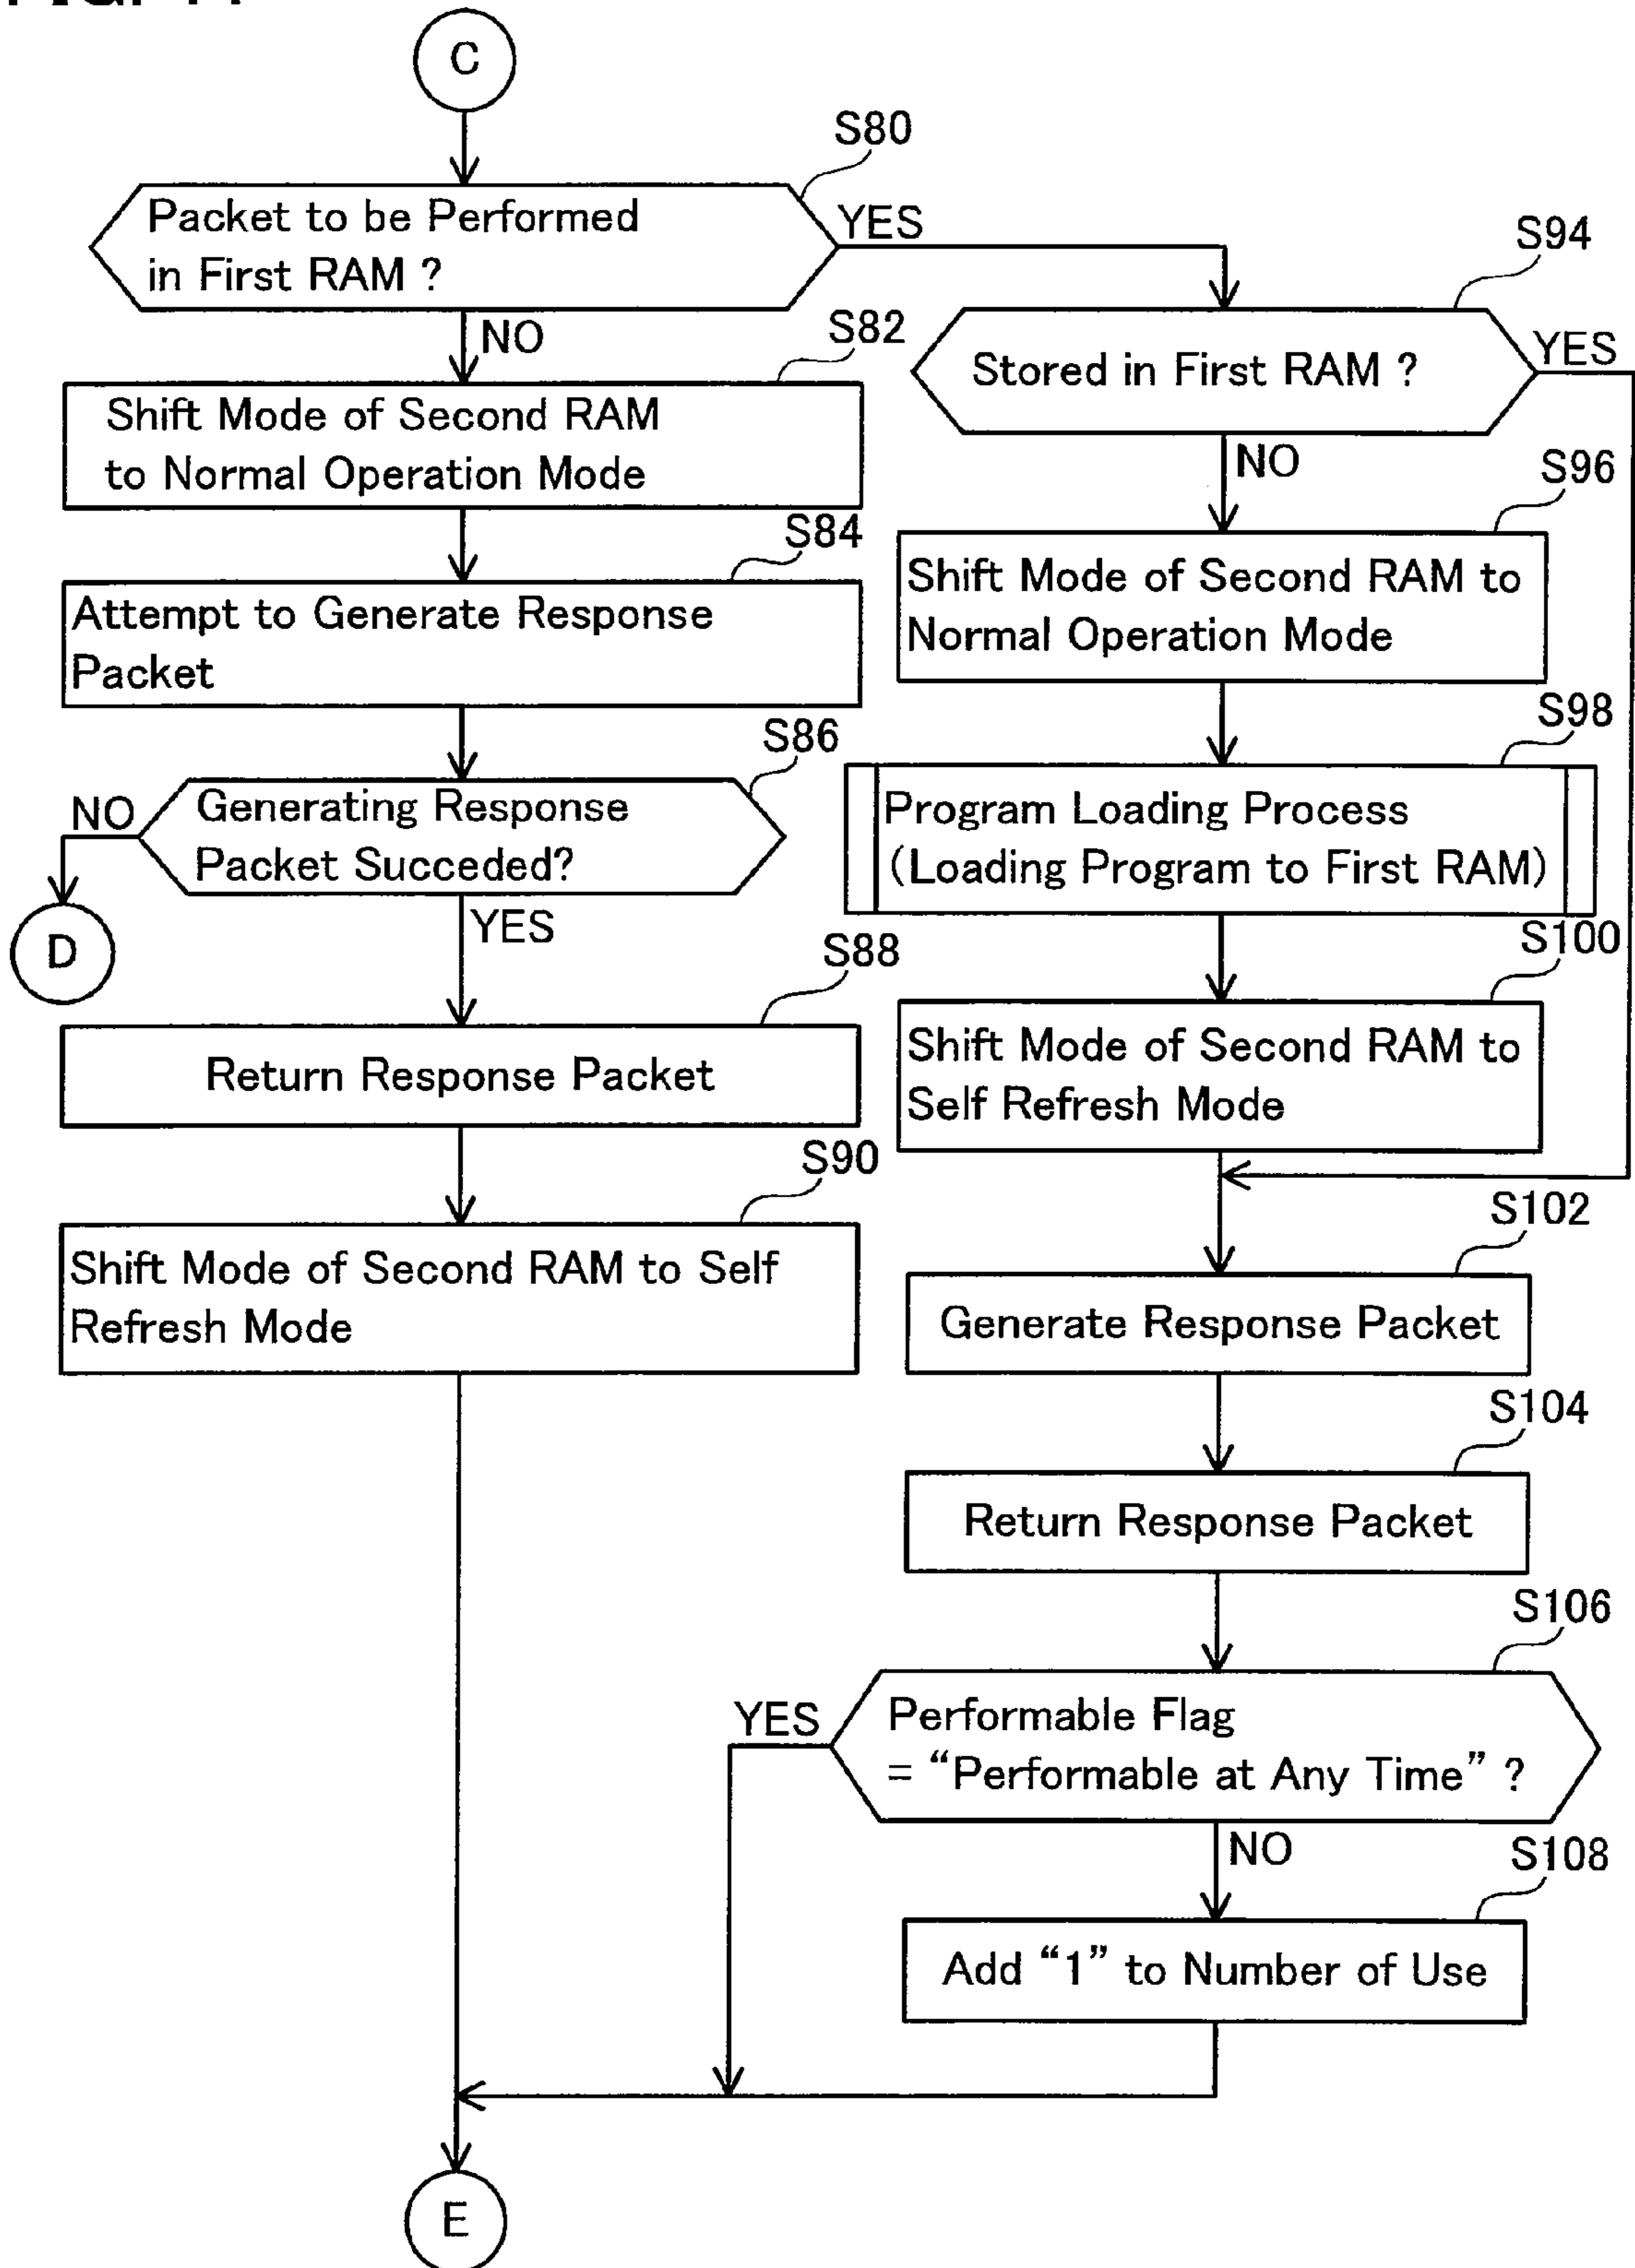 C
S80
Packet to be Performed
in First RAM ?
YES
NO
S82
Shift Mode of Second RAM
to Normal Operation Mode
S84
Attempt to Generate Response
Packet
S86
Generating Response
Packet Succeded?
NO
D
YES
S88
Return Response Packet
S90
Shift Mode of Second RAM to Self
Refresh Mode
S94
Stored in First RAM ?
YES
NO
S96
Shift Mode of Second RAM to
Normal Operation Mode
S98
Program Loading Process
(Loading Program to First RAM)
S100
Shift Mode of Second RAM to
Self Refresh Mode
S102
Generate Response Packet
S104
Return Response Packet
S106
Performable Flag
= “Performable at Any Time” ?
YES
NO
S108
Add “1” to Number of Use
E